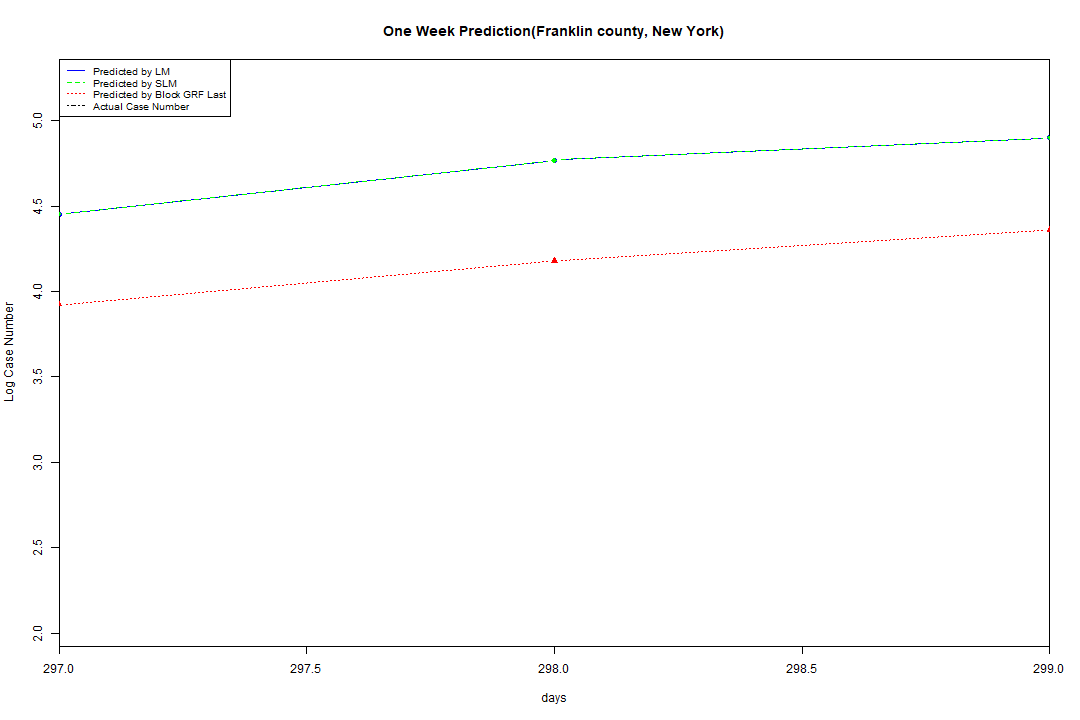 One Week Prediction(Franklin county, New York)
Predicted by LM
Predicted by SLM
Predicted by Block GRF Last
Actual Case Number
5.0
4.5
4.0
3.5
3.0
2.5
2.0
Log Case Number
297.0 297.5 298.0 298.5 299.0
days